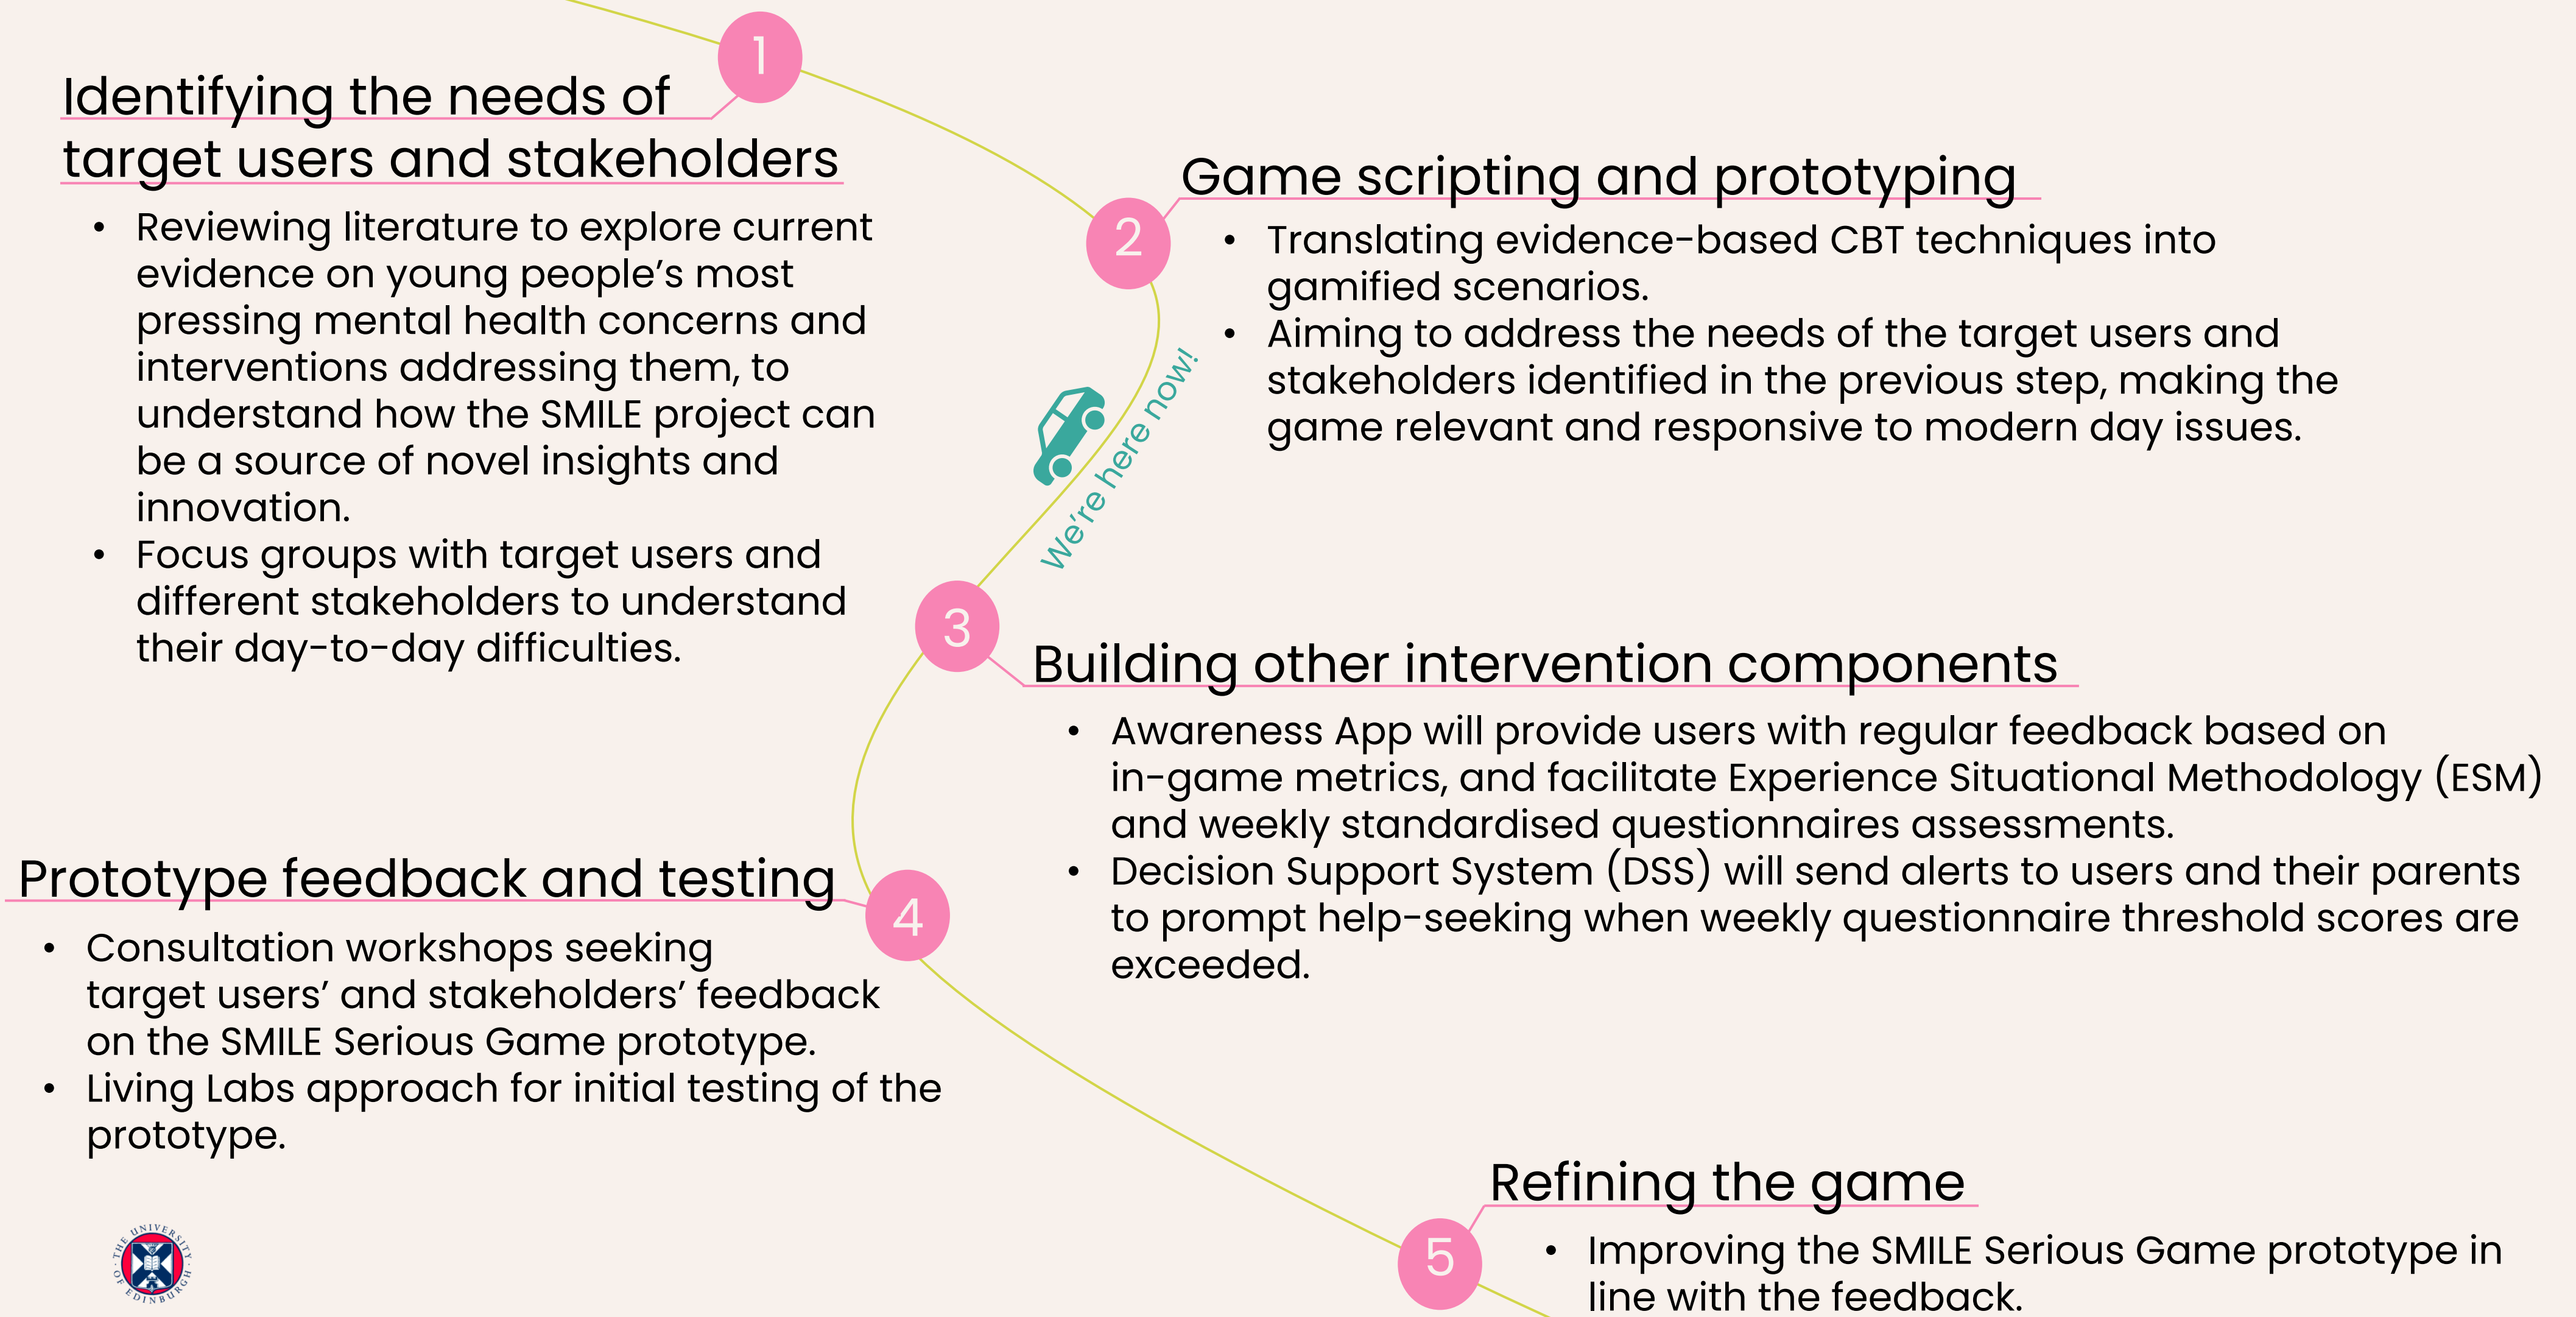 1
Identifying the needs of
target users and stakeholders
• Reviewing literature to explore current
evidence on young people’s most
pressing mental health concerns and
interventions addressing them, to
understand how the SMILE project can
be a source of novel insights and
innovation.
• Focus groups with target users and
different stakeholders to understand
their day-to-day difficulties.
2
Game scripting and prototyping
• Translating evidence-based CBT techniques into
gamified scenarios.
• Aiming to address the needs of the target users and
stakeholders identified in the previous step, making the
game relevant and responsive to modern day issues.
We’re here now!
3
Building other intervention components
• Awareness App will provide users with regular feedback based on
in-game metrics, and facilitate Experience Situational Methodology (ESM)
and weekly standardised questionnaires assessments.
• Decision Support System (DSS) will send alerts to users and their parents
to prompt help-seeking when weekly questionnaire threshold scores are
exceeded.
4
Prototype feedback and testing
• Consultation workshops seeking
target users’ and stakeholders’ feedback
on the SMILE Serious Game prototype.
• Living Labs approach for initial testing of the
prototype.
5
Refining the game
• Improving the SMILE Serious Game prototype in
line with the feedback.
THE UNIVERSITY OF EDINBURGH